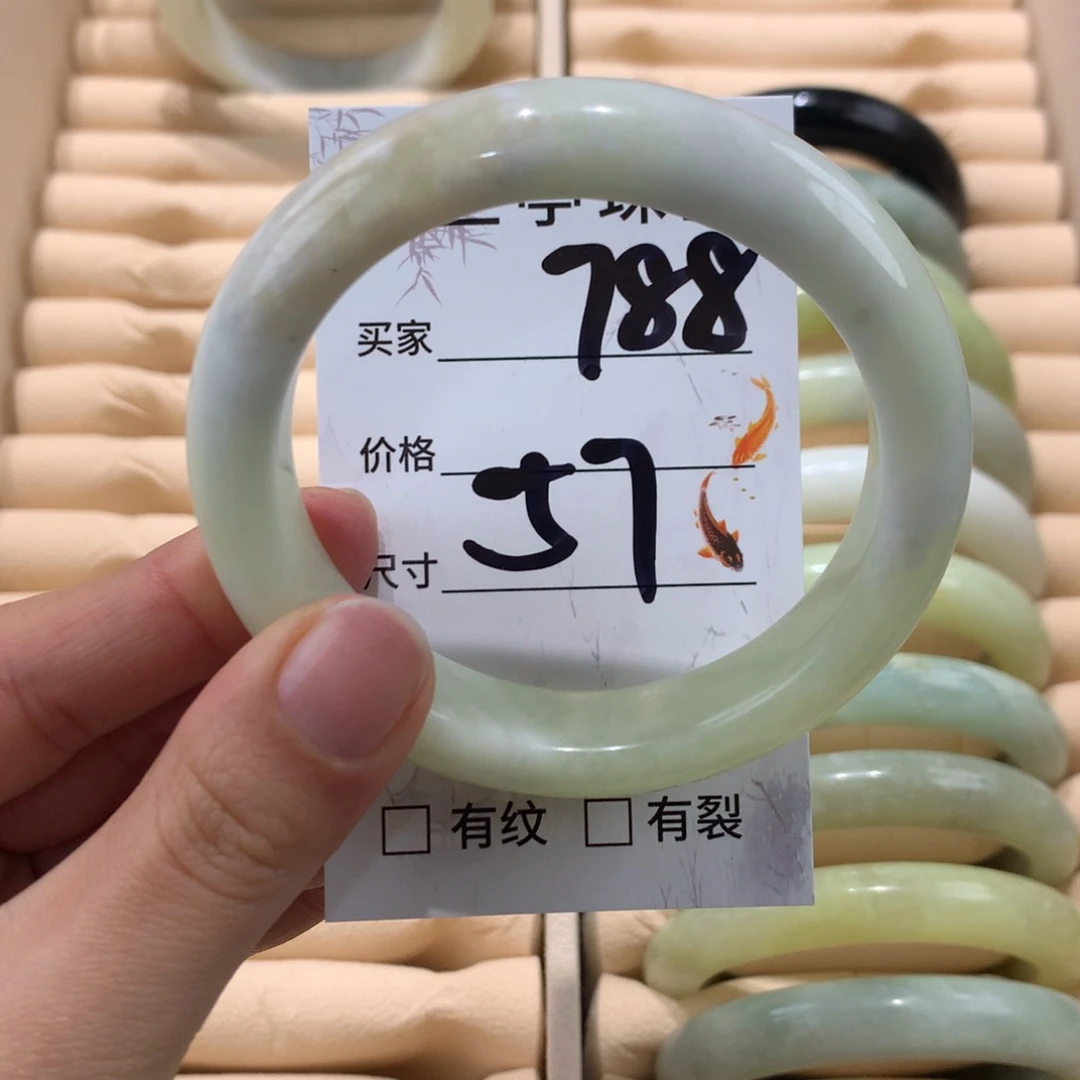 买家 788
价格
尺寸 57
□ 有纹 □ 有裂